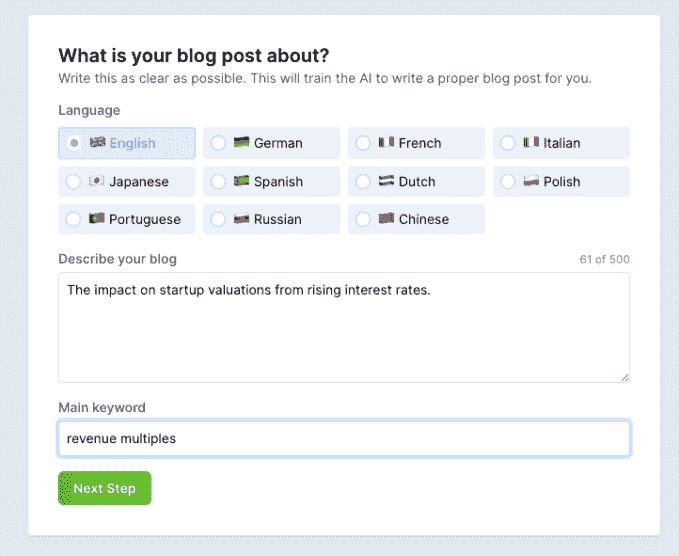 What is your blog post about?
Write this as clear as possible. This will train the AI to write a proper blog post for you.
Language
English German French Italian
Japanese Spanish Dutch Polish
Portuguese Russian Chinese
Describe your blog 61 of 500
The impact on startup valuations from rising interest rates.
Main keyword
revenue multiples
Next Step